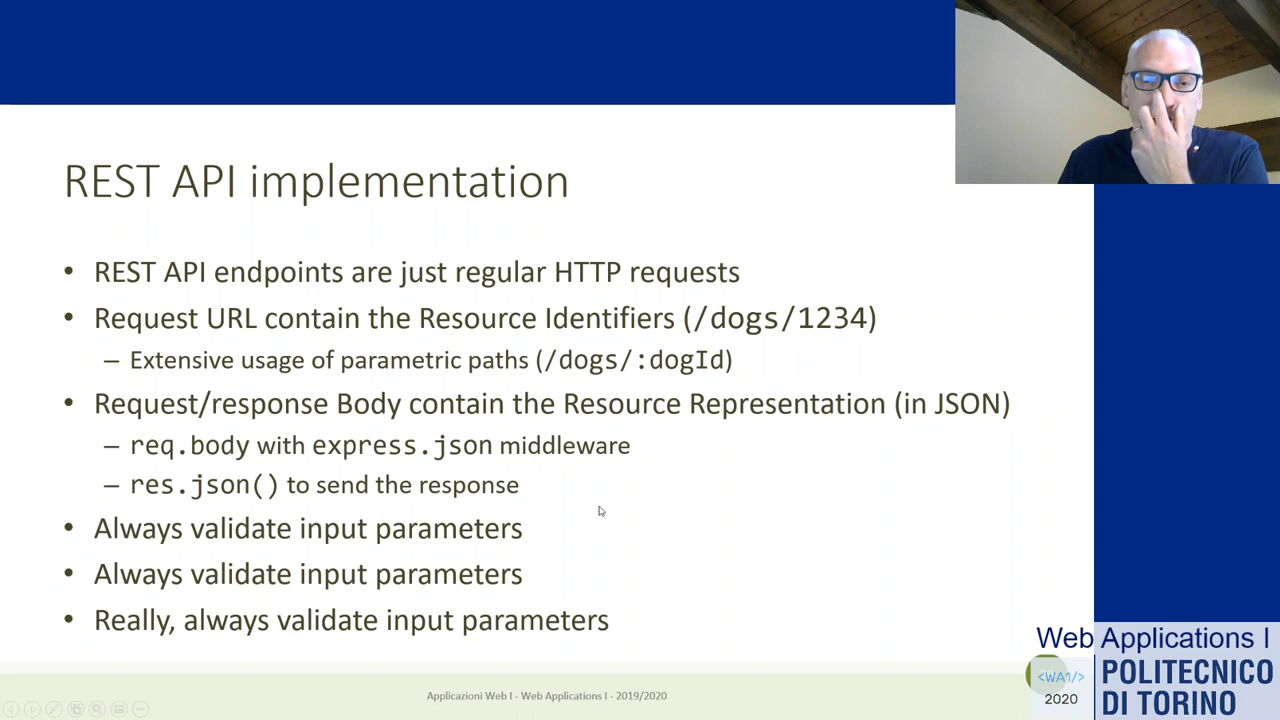 REST API implementation
• REST API endpoints are just regular HTTP requests
• Request URL contain the Resource Identifiers (/dogs/1234)
– Extensive usage of parametric paths (/dogs/:dogId)
• Request/response Body contain the Resource Representation (in JSON)
– req.body with express.json middleware
– res.json() to send the response
• Always validate input parameters
• Always validate input parameters
• Really, always validate input parameters
Applicazioni Web I - Web Applications I - 2019/2020
Web Applications I
<WA1/>
2020
POLITECNICO
DI TORINO